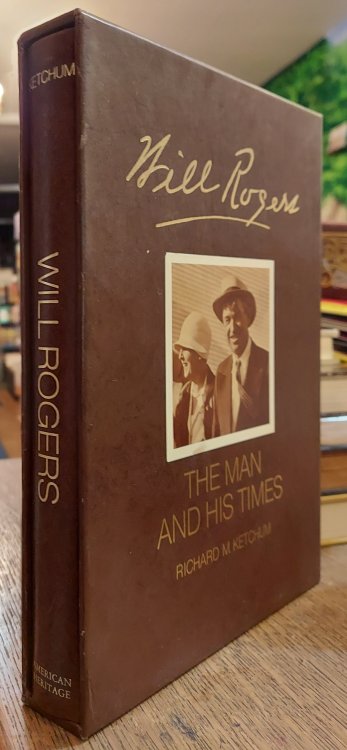 KETCHUM
WILL ROGERS
AMERICAN
HERITAGE
Will Rogers
THE MAN
AND HIS TIMES
RICHARD M. KETCHUM